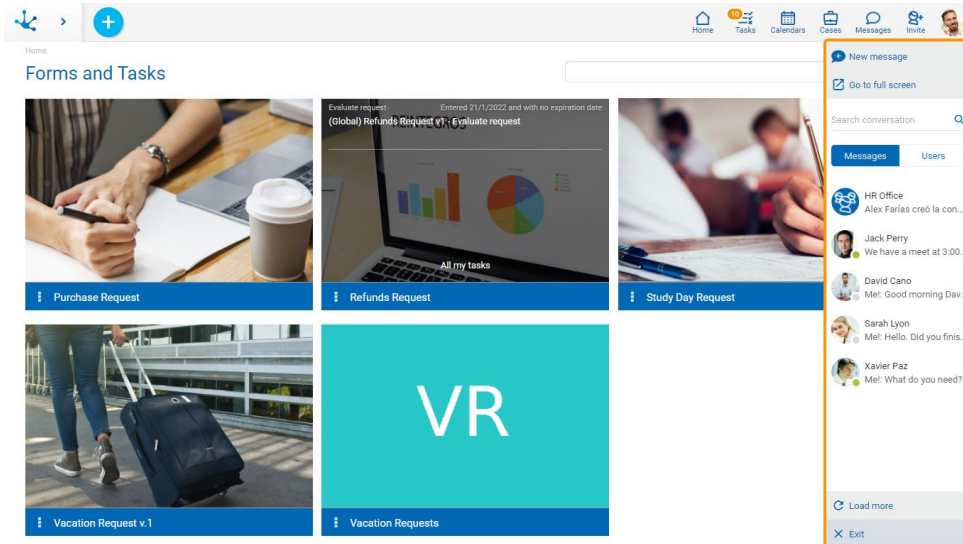 10
Home
Tasks
Calendars
Cases
Messages
Invite
Home
Forms and Tasks
Evaluate request
Entered 21/1/2022 and with no expiration date
REINTEGROS
(Global) Refunds Request v1 - Evaluate request
All my tasks
Purchase Request
Refunds Request
Study Day Request
VR
Vacation Request v.1
Vacation Requests
New message
Go to full screen
Search conversation
Messages
Users
HR Office
Alex Farías creó la con...
Jack Perry
We have a meet at 3:00.
David Cano
Me!: Good morning Dav.
Sarah Lyon
Me!: Hello. Did you finis.
Xavier Paz
Me!: What do you need?
Load more
Exit